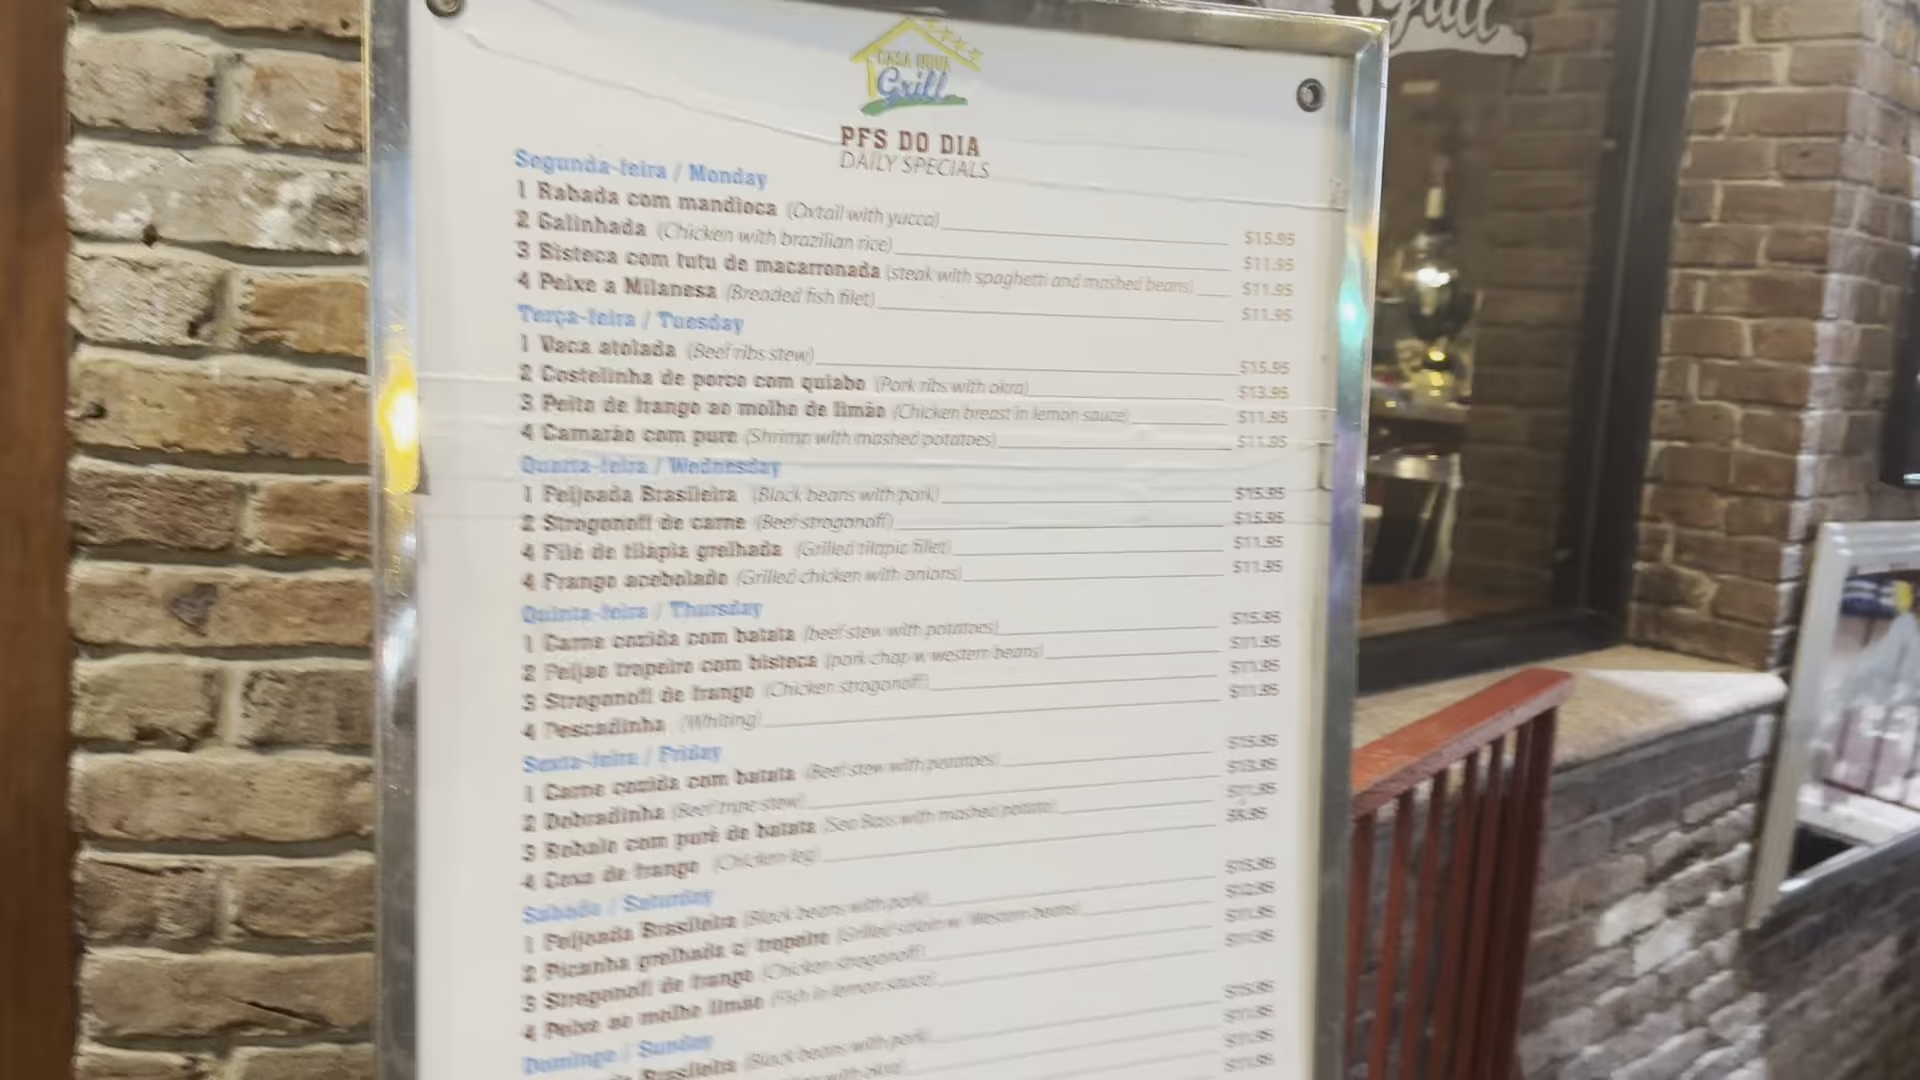 Grill
CASA NOVA
Grill
PFS DO DIA
DAILY SPECIALS
Segunda-feira / Monday
1 Rabada com mandioca (Oxtail with yucca) $15.95
2 Galinhada (Chicken with brazilian rice) $11.95
3 Bisteca com tutu de macarronada (steak with spaghetti and mashed beans) $11.95
4 Peixe a Milanesa (Breaded fish filet) $11.95
Terça-feira / Tuesday
1 Vaca atolada (Beef ribs stew) $15.95
2 Costelinha de porco com quiabo (Pork ribs with okra) $13.95
3 Peito de frango ao molho de limão (Chicken breast in lemon sauce) $11.95
4 Camarão com pure (Shrimp with mashed potatoes) $11.95
Quarta-feira / Wednesday
1 Feijoada Brasileira (Black beans with pork) $15.95
2 Strogonoff de carne (Beef strogonoff) $15.95
4 Filé de tilápia grelhada (Grilled tilapia fillet) $11.95
4 Frango acebolado (Grilled chicken with onions) $11.95
Quinta-feira / Thursday
1 Carne cozida com batata (beef stew with potatoes) $15.95
2 Feijao tropeiro com bisteca (pork chop w. western beans) $11.95
3 Strogonoff de frango (Chicken strogonoff) $11.95
4 Pescadinha (Whiting) $11.95
Sexta-feira / Friday
1 Carne cozida com batata (Beef stew with potatoes) $15.95
2 Dobradinha (Beef tripe stew) $13.95
3 Robalo com purê de batata (Sea Bass with mashed potato) $11.95
4 Coxa de frango (Chicken leg)
Sabado / Saturday
1 Feijoada Brasileira (Black beans with pork) $15.95
2 Picanha grelhada c/ tropeiro (Grilled sirloin w. Western beans) $12.95
3 Strogonoff de frango (Chicken strogonoff) $11.95
4 Peixe ao molho limão (Fish in lemon sauce) $11.95
Domingo / Sunday
Brasileira (Black beans with pork) $15.95
with okra) $11.95
$11.95
$11.95